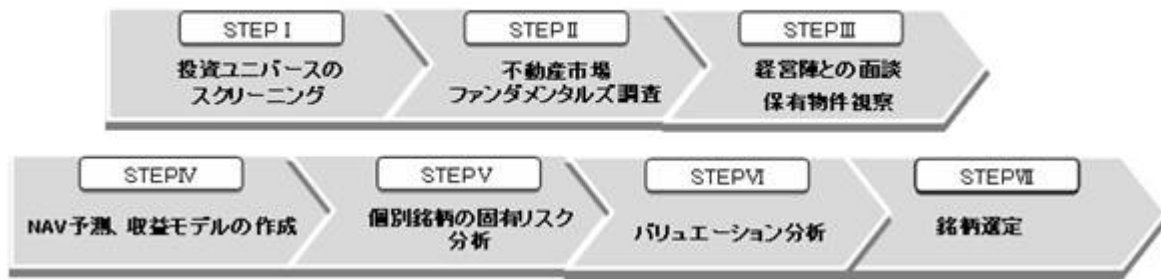 STEPⅠ
投資ユニバースの
スクリーニング
STEPⅡ
不動産市場
ファンダメンタルズ調査
STEPⅢ
経営陣との面談
保有物件視察
STEPⅣ
NAV予測、収益モデルの作成
STEPⅤ
個別銘柄の固有リスク
分析
STEPⅥ
バリュエーション分析
STEPⅦ
銘柄選定